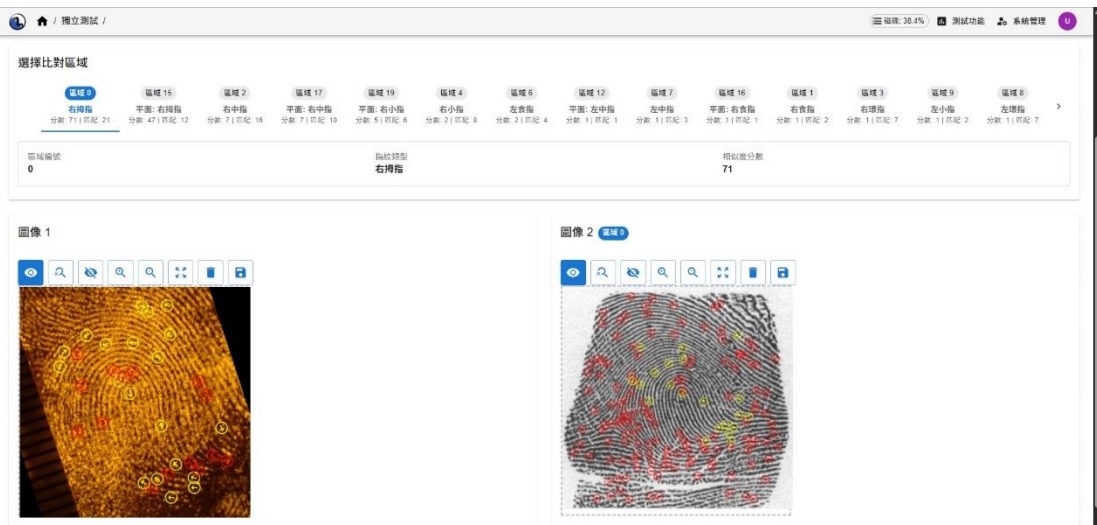 / 獨立測試 /
磁碟: 38.4%
測試功能
系統管理
U
選擇比對區域
區域 0
右拇指
分數: 71 | 匹配: 21
區域 15
平面: 右拇指
分數: 47 | 匹配: 12
區域 2
右中指
分數: 7 | 匹配: 16
區域 17
平面: 右中指
分數: 7 | 匹配: 10
區域 19
平面: 右小指
分數: 5 | 匹配: 6
區域 4
右小指
分數: 2 | 匹配: 8
區域 6
左食指
分數: 2 | 匹配: 4
區域 12
平面: 左中指
分數: 1 | 匹配: 1
區域 7
左中指
分數: 1 | 匹配: 3
區域 16
平面: 右食指
分數: 1 | 匹配: 1
區域 1
右食指
分數: 1 | 匹配: 2
區域 3
右環指
分數: 1 | 匹配: 7
區域 9
左小指
分數: 1 | 匹配: 2
區域 8
左環指
分數: 1 | 匹配: 7
區域編號
0
指紋類型
右拇指
相似度分數
71
圖像 1
圖像 2
區域 0